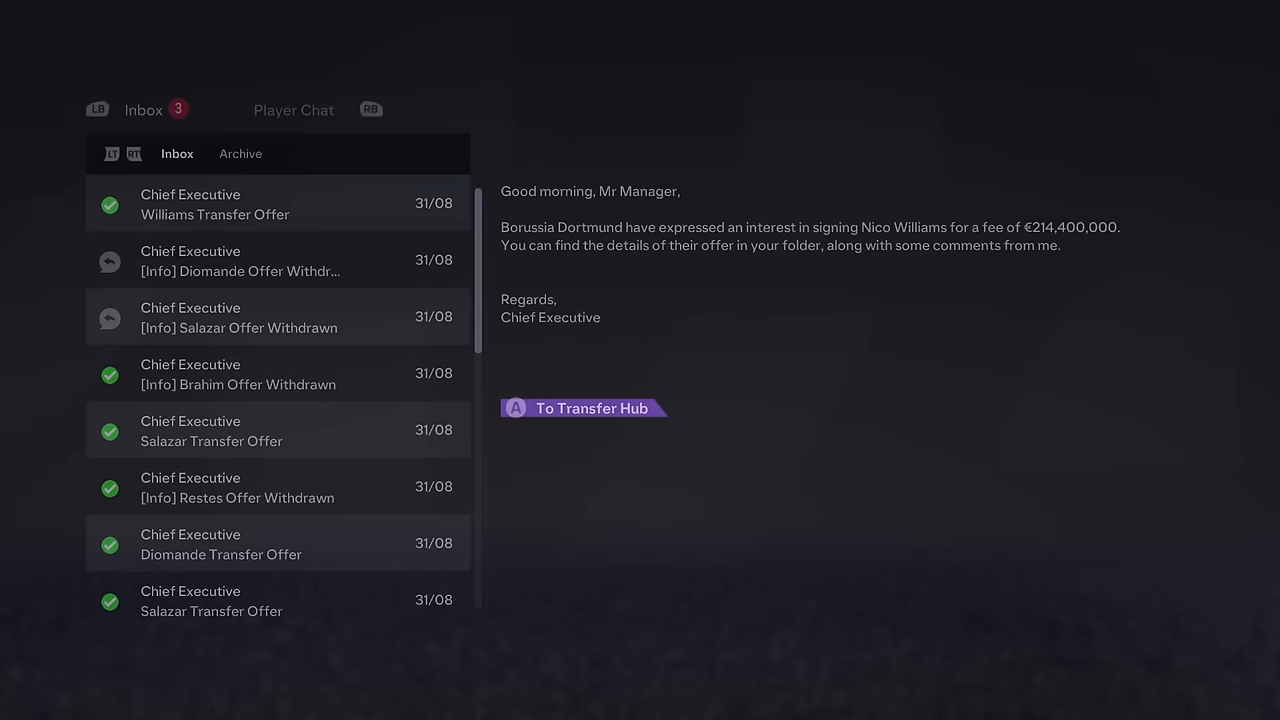 LB Inbox 3 Player Chat RB
LT RT Inbox Archive
Chief Executive
Williams Transfer Offer
31/08
Chief Executive
[Info] Diomande Offer Withdr...
31/08
Chief Executive
[Info] Salazar Offer Withdrawn
31/08
Chief Executive
[Info] Brahim Offer Withdrawn
31/08
Chief Executive
Salazar Transfer Offer
31/08
Chief Executive
[Info] Restes Offer Withdrawn
31/08
Chief Executive
Diomande Transfer Offer
31/08
Chief Executive
Salazar Transfer Offer
31/08
Good morning, Mr Manager,
Borussia Dortmund have expressed an interest in signing Nico Williams for a fee of €214,400,000.
You can find the details of their offer in your folder, along with some comments from me.
Regards,
Chief Executive
A To Transfer Hub